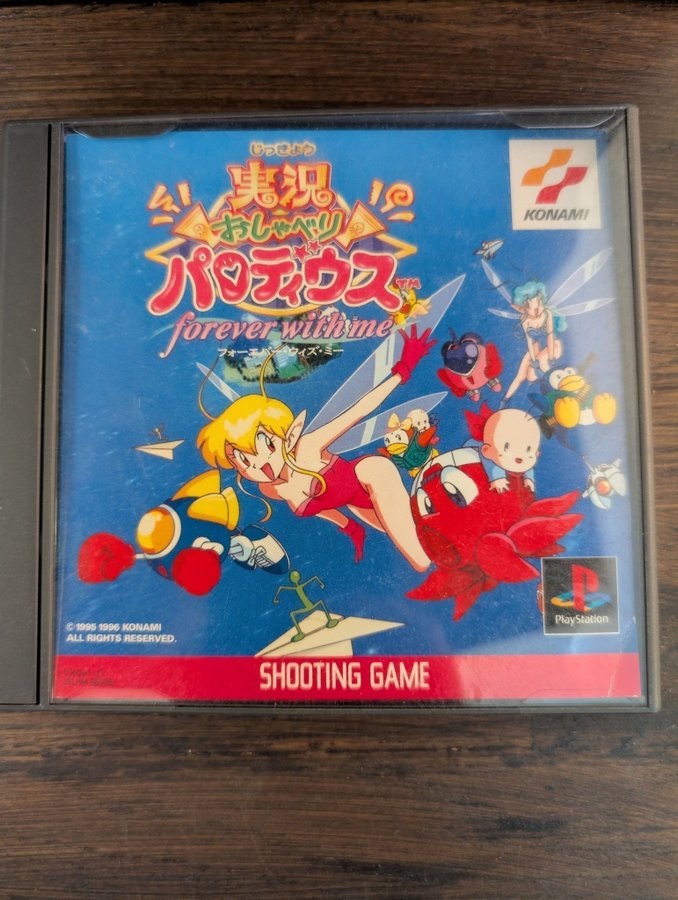 じっきょう
実況
おしゃべり
パロディウス™
forever with me
フォーエバー・ウィズ・ミー
KONAMI
© 1995 1996 KONAMI
ALL RIGHTS RESERVED.
PlayStation
SHOOTING GAME